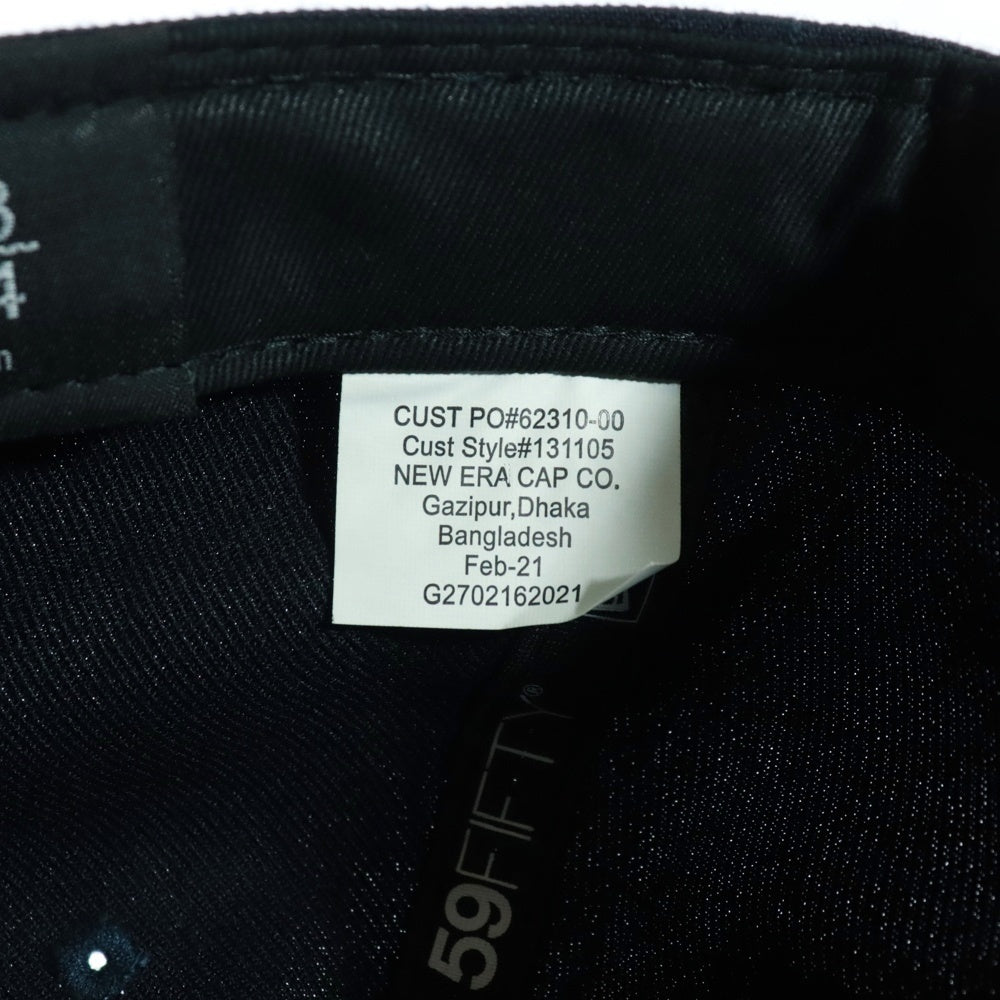 CUST PO#62310-00
Cust Style#131105
NEW ERA CAP CO.
Gazipur,Dhaka
Bangladesh
Feb-21
G2702162021
59FIFTY®